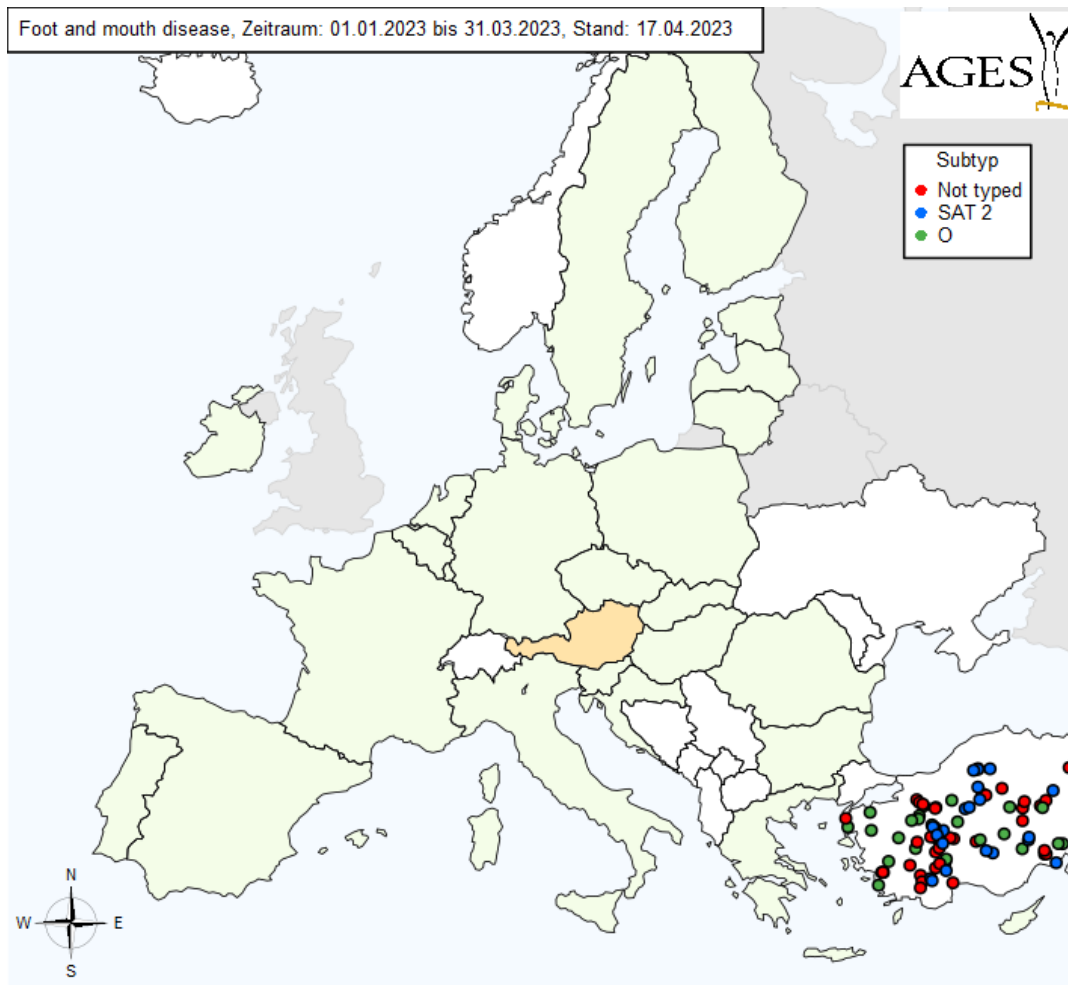 Foot and mouth disease, Zeitraum: 01.01.2023 bis 31.03.2023, Stand: 17.04.2023
AGES
Subtyp
Not typed
SAT 2
O
N
W E
S